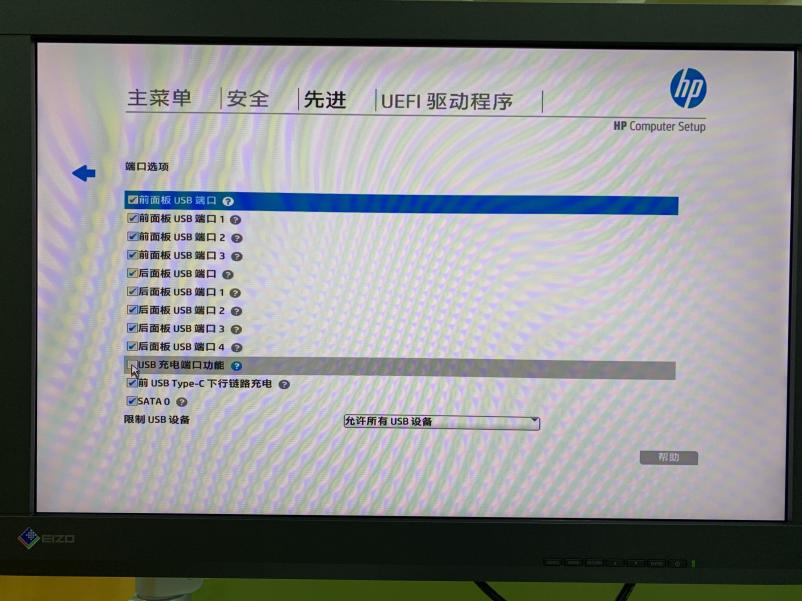 主菜单 安全 先进 UEFI 驱动程序
hp
HP Computer Setup
端口选项
前面板 USB 端口 ?
前面板 USB 端口 1 ?
前面板 USB 端口 2 ?
前面板 USB 端口 3 ?
后面板 USB 端口 ?
后面板 USB 端口 1 ?
后面板 USB 端口 2 ?
后面板 USB 端口 3 ?
后面板 USB 端口 4 ?
USB 充电端口功能 ?
前 USB Type-C 下行链路充电 ?
SATA 0 ?
限制 USB 设备 允许所有 USB 设备
帮助
EIZO